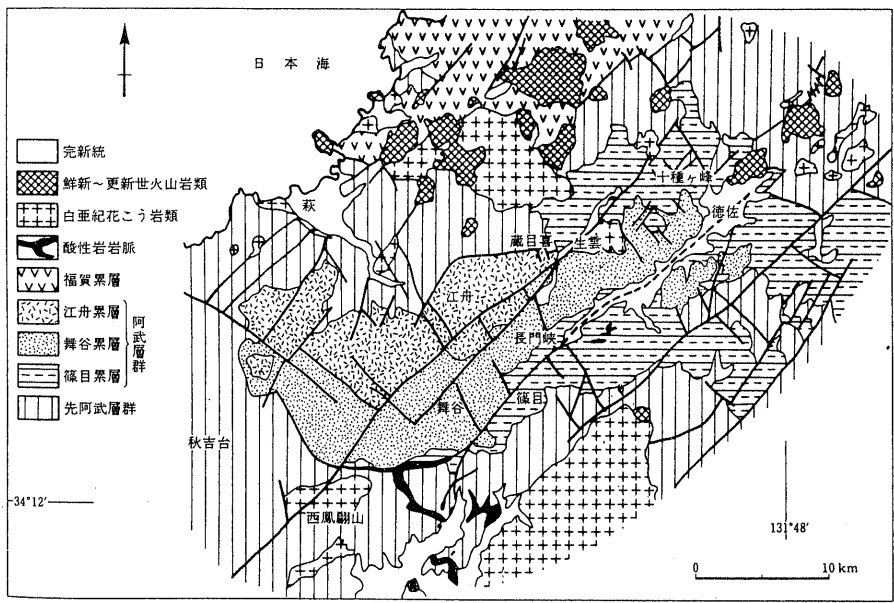 日本海
完新統
鮮新～更新世火山岩類
白亜紀花こう岩類
酸性岩岩脈
福賀累層
江舟累層
舞谷累層
篠目累層
阿武層群
先阿武層群
萩
十種ヶ峰
徳佐
蔵目喜
生雲
江舟
長門峡
舞谷
篠目
秋吉台
34°12′
西鳳翩山
131°48′
0 10 km